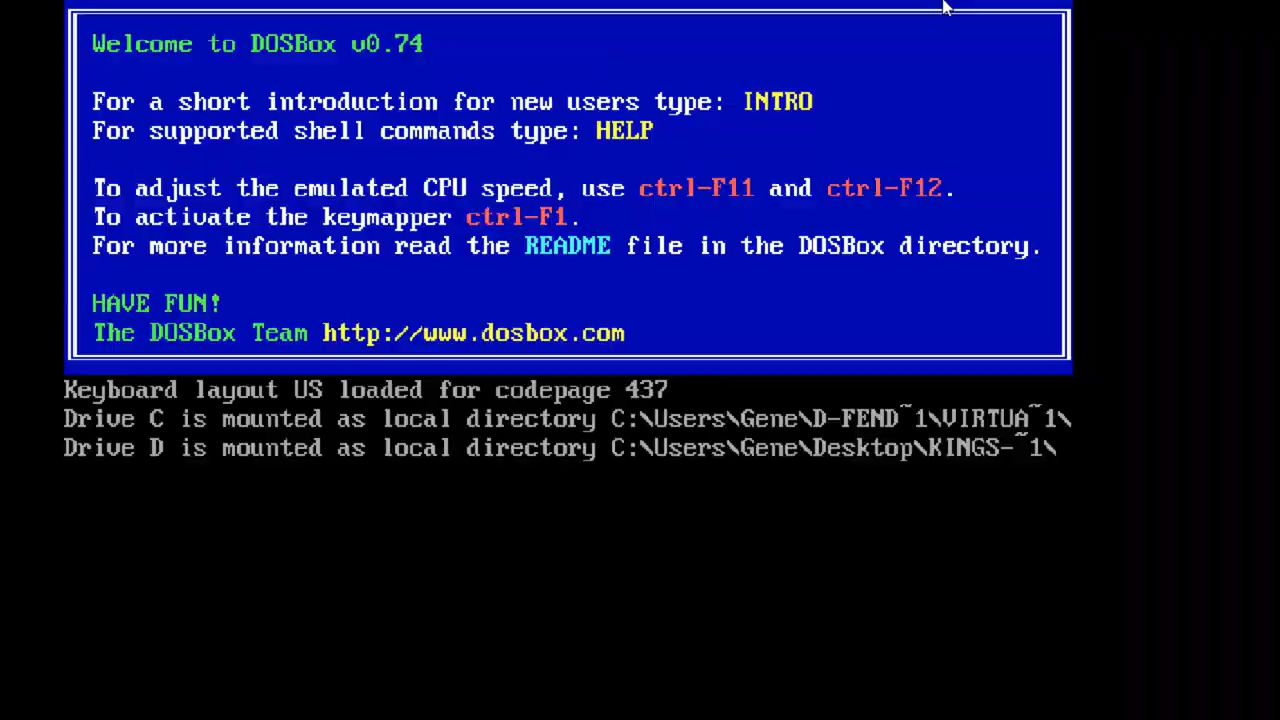 Welcome to DOSBox v0.74
For a short introduction for new users type: INTRO
For supported shell commands type: HELP
To adjust the emulated CPU speed, use ctrl-F11 and ctrl-F12.
To activate the keymapper ctrl-F1.
For more information read the README file in the DOSBox directory.
HAVE FUN!
The DOSBox Team http://www.dosbox.com
Keyboard layout US loaded for codepage 437
Drive C is mounted as local directory C:\Users\Gene\D-FEND~1\VIRTUA~1\
Drive D is mounted as local directory C:\Users\Gene\Desktop\KINGS-~1\